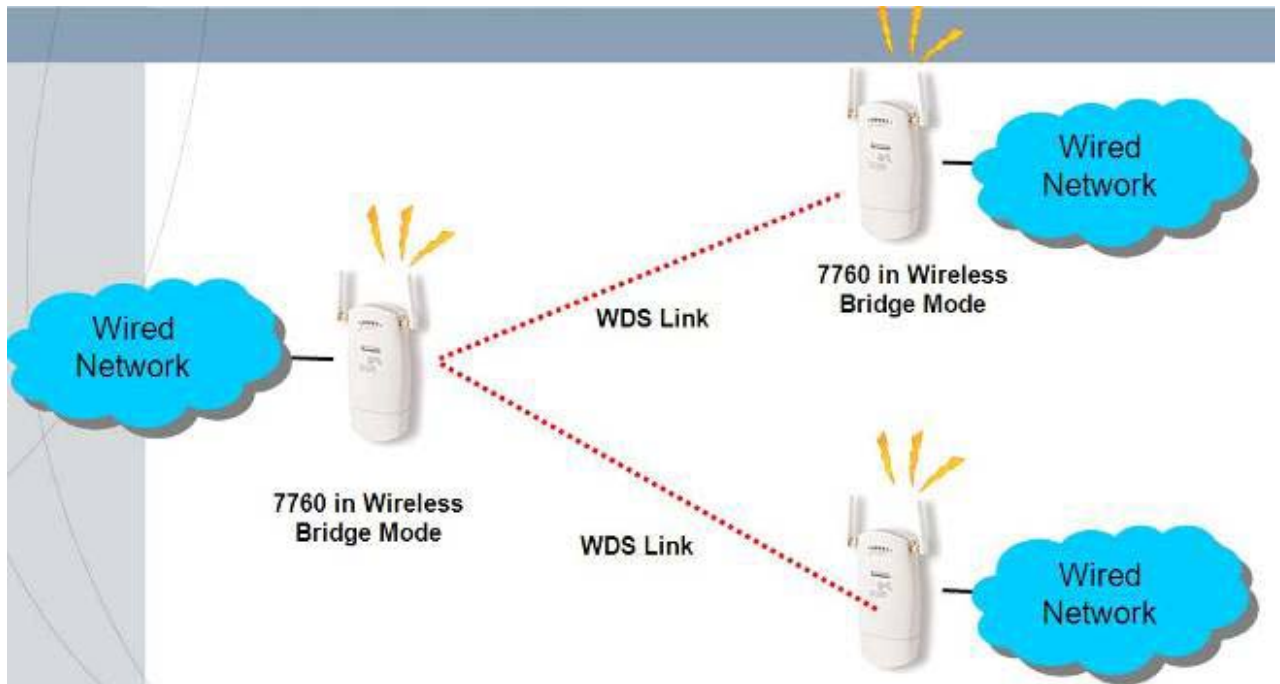 Wired
Network
7760 in Wireless
Bridge Mode
WDS Link
Wired
Network
7760 in Wireless
Bridge Mode
WDS Link
Wired
Network